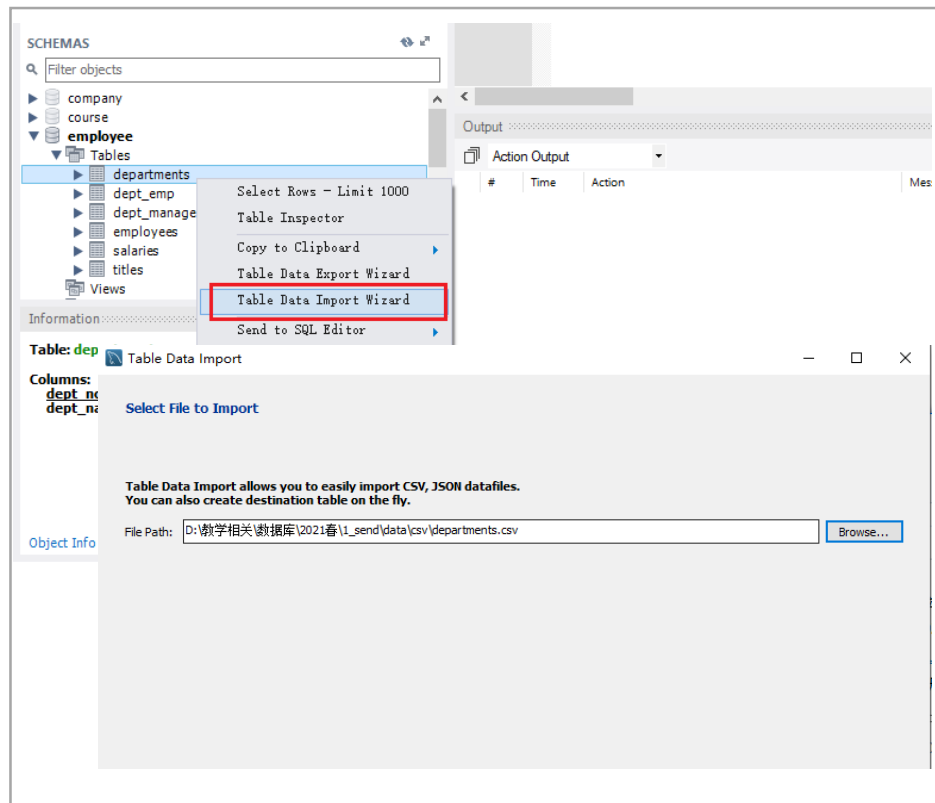 SCHEMAS
Filter objects
company
course
employee
Tables
departments
dept_emp
dept_manage
employees
salaries
titles
Views
Select Rows - Limit 1000
Table Inspector
Copy to Clipboard
Table Data Export Wizard
Table Data Import Wizard
Send to SQL Editor
Output
Action Output
# Time Action Mes
Information
Table: dep
Columns:
dept_no
dept_na
Object Info
Table Data Import
Select File to Import
Table Data Import allows you to easily import CSV, JSON datafiles.
You can also create destination table on the fly.
File Path: D:\教学相关\数据库\2021春\1_send\data\csv\departments.csv Browse...